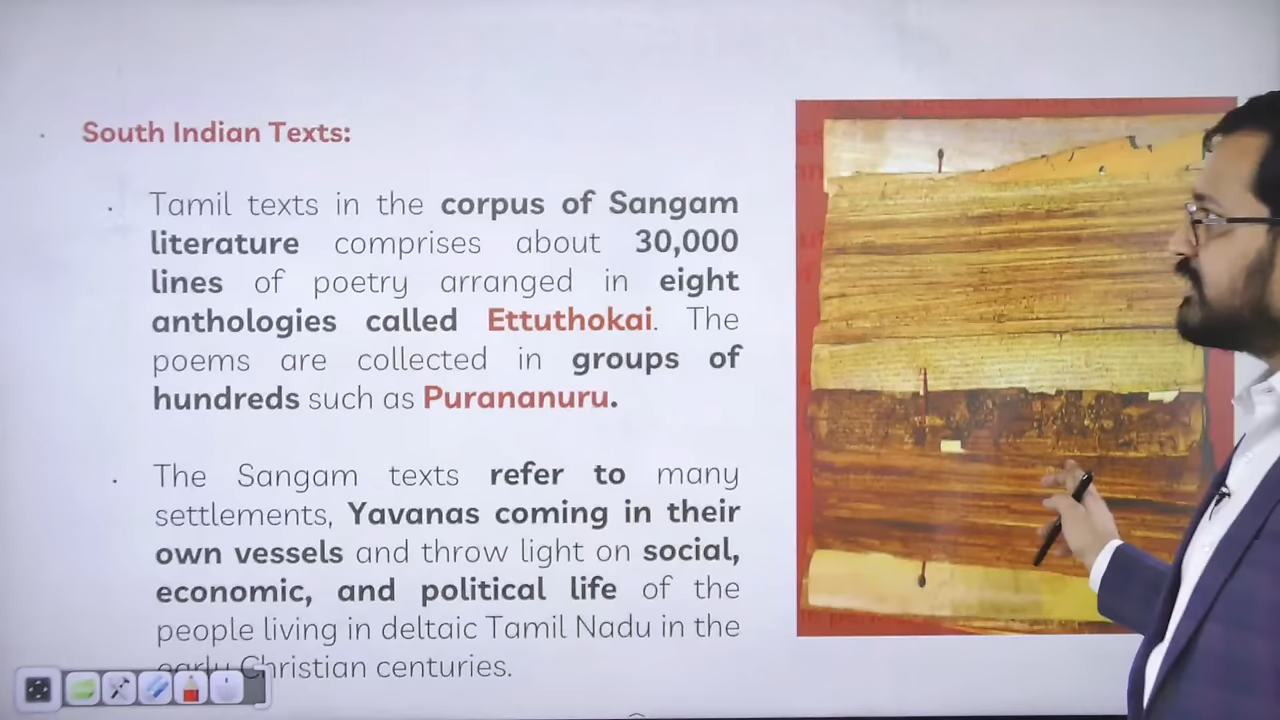 South Indian Texts:
Tamil texts in the corpus of Sangam
literature comprises about 30,000
lines of poetry arranged in eight
anthologies called Ettuthokai. The
poems are collected in groups of
hundreds such as Purananuru.
The Sangam texts refer to many
settlements, Yavanas coming in their
own vessels and throw light on social,
economic, and political life of the
people living in deltaic Tamil Nadu in the
early Christian centuries.